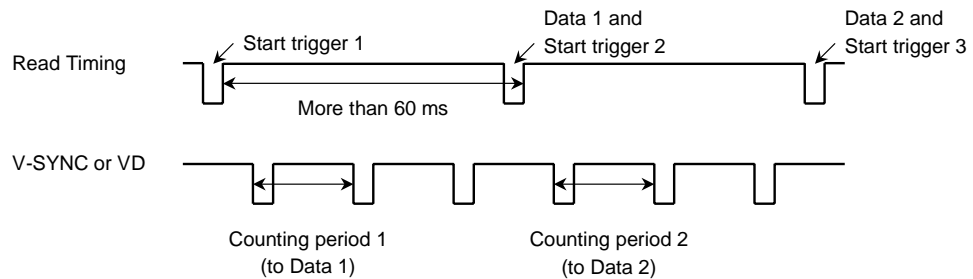 Start trigger 1
Data 1 and
Start trigger 2
Data 2 and
Start trigger 3
Read Timing
More than 60 ms
V-SYNC or VD
Counting period 1
(to Data 1)
Counting period 2
(to Data 2)